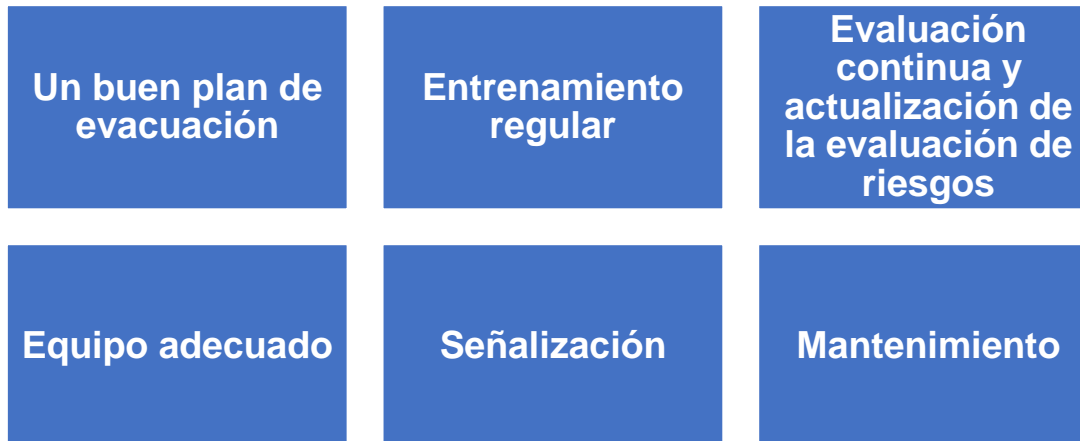 Un buen plan de
evacuación
Entrenamiento
regular
Evaluación
continua y
actualización de
la evaluación de
riesgos
Equipo adecuado
Señalización
Mantenimiento